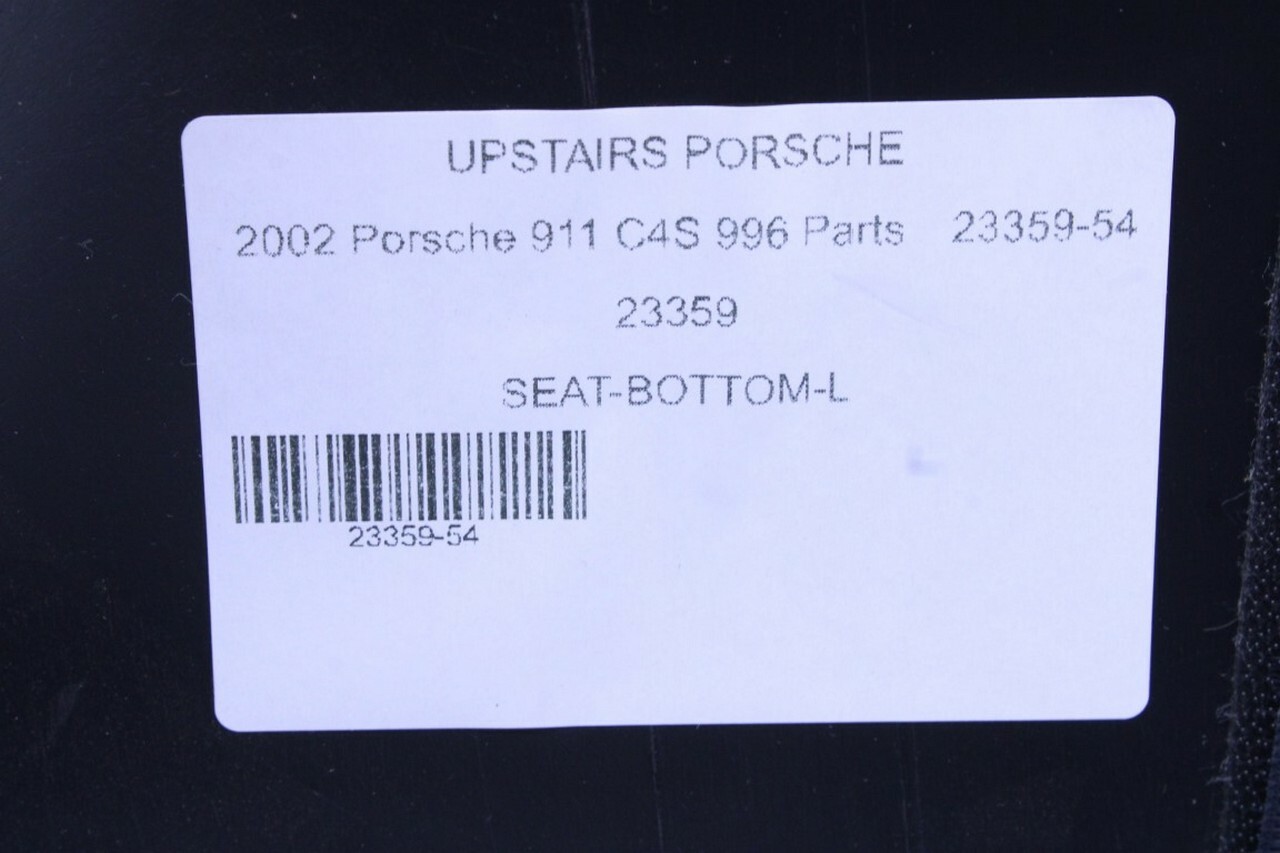 UPSTAIRS PORSCHE
2002 Porsche 911 C4S 996 Parts 23359-54
23359
SEAT-BOTTOM-L
23359-54